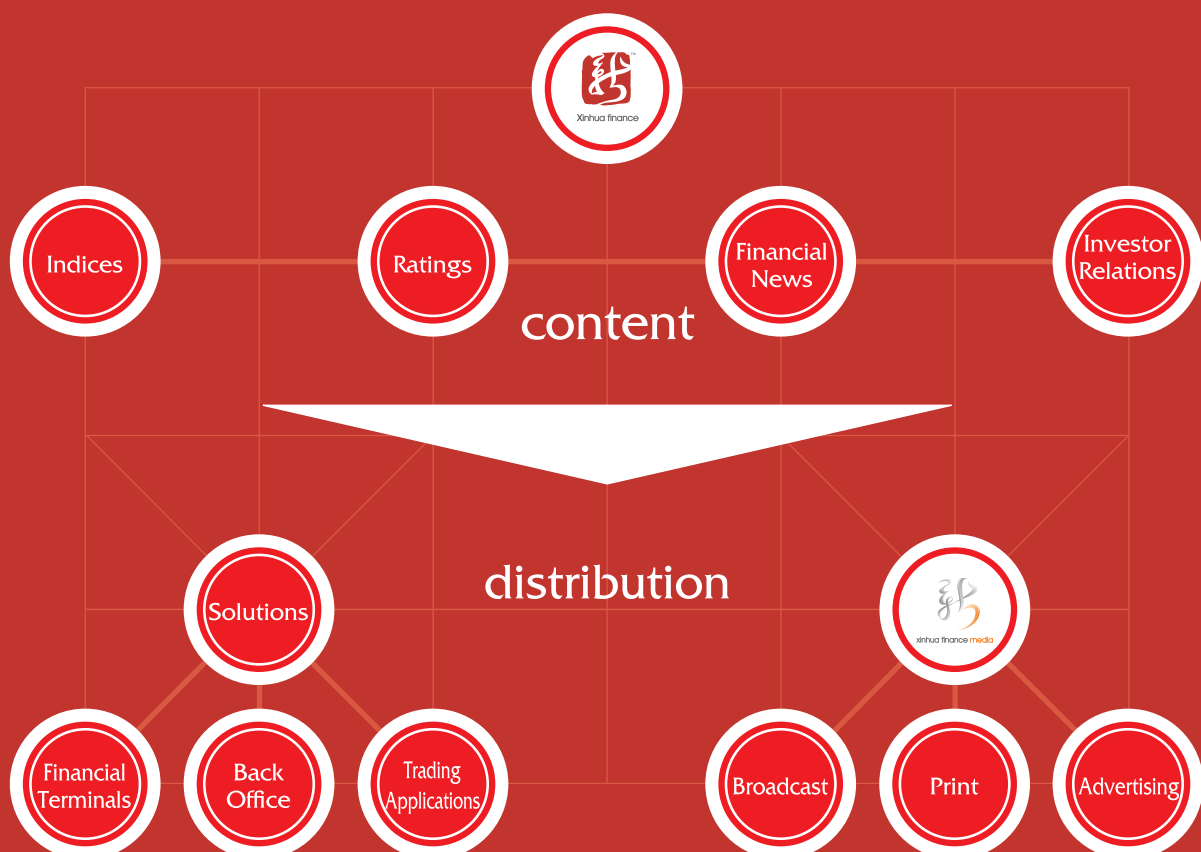 ™
Xinhua finance
Indices
Ratings
Financial
News
Investor
Relations
content
distribution
Solutions
xinhua finance media
Financial
Terminals
Back
Office
Trading
Applications
Broadcast
Print
Advertising